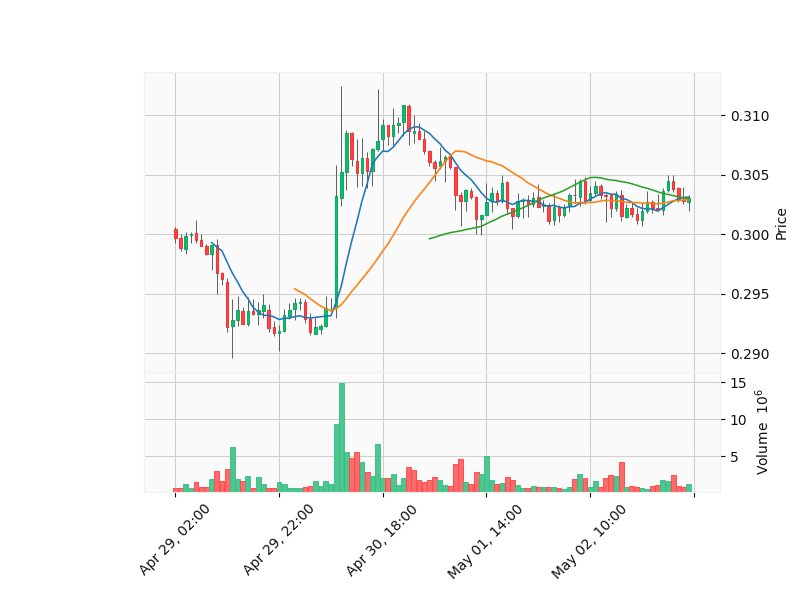 0.310
0.305
0.300
0.295
0.290
Price
15
10
5
Volume 10^6
Apr 29, 02:00
Apr 29, 22:00
Apr 30, 18:00
May 01, 14:00
May 02, 10:00